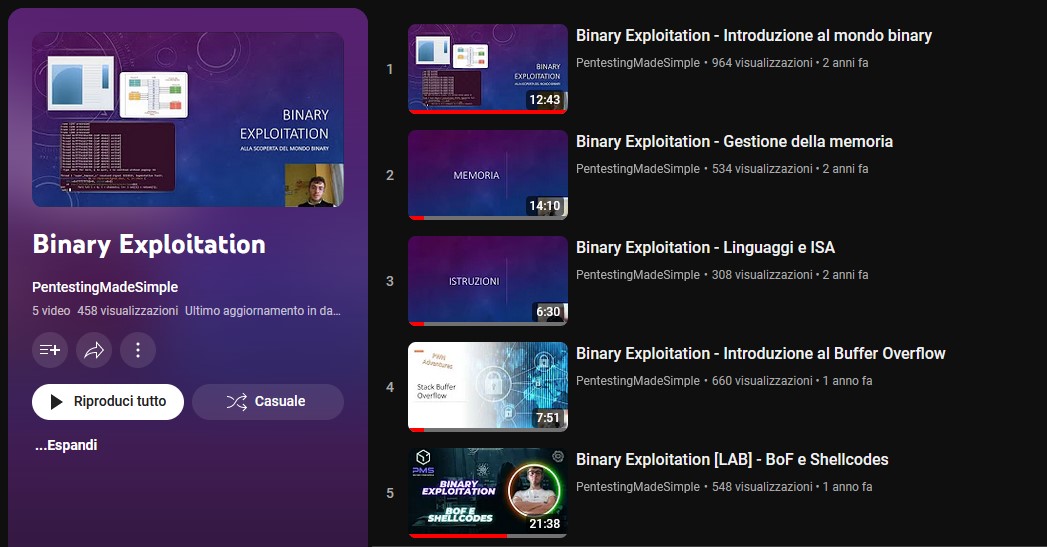 BINARY
EXPLOITATION
ALLA SCOPERTA DEL MONDO BINARY
Binary Exploitation
PentestingMadeSimple
5 video 458 visualizzazioni Ultimo aggiornamento in da...
Riproduci tutto
Casuale
...Espandi
1
BINARY
EXPLOITATION
ALLA SCOPERTA DEL MONDO BINARY
12:43
Binary Exploitation - Introduzione al mondo binary
PentestingMadeSimple • 964 visualizzazioni • 2 anni fa
2
MEMORIA
14:10
Binary Exploitation - Gestione della memoria
PentestingMadeSimple • 534 visualizzazioni • 2 anni fa
3
ISTRUZIONI
6:30
Binary Exploitation - Linguaggi e ISA
PentestingMadeSimple • 308 visualizzazioni • 2 anni fa
4
PWN
Adventures
Stack Buffer
Overflow
7:51
Binary Exploitation - Introduzione al Buffer Overflow
PentestingMadeSimple • 660 visualizzazioni • 1 anno fa
5
PMS
BINARY
EXPLOITATION
BOF E
SHELLCODES
21:38
Binary Exploitation [LAB] - BoF e Shellcodes
PentestingMadeSimple • 548 visualizzazioni • 1 anno fa